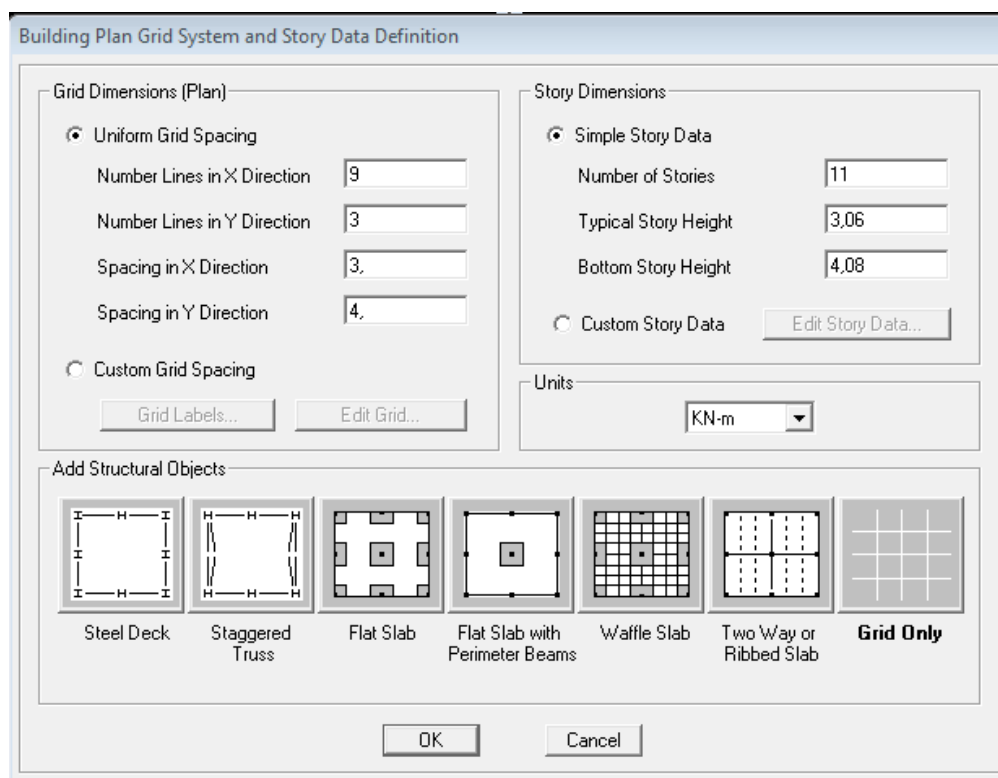 Building Plan Grid System and Story Data Definition
Grid Dimensions (Plan)
Uniform Grid Spacing
Number Lines in X Direction 9
Number Lines in Y Direction 3
Spacing in X Direction 3,
Spacing in Y Direction 4,
Custom Grid Spacing
Grid Labels... Edit Grid...
Story Dimensions
Simple Story Data
Number of Stories 11
Typical Story Height 3,06
Bottom Story Height 4,08
Custom Story Data Edit Story Data...
Units
KN-m
Add Structural Objects
Steel Deck
Staggered
Truss
Flat Slab
Flat Slab with
Perimeter Beams
Waffle Slab
Two Way or
Ribbed Slab
Grid Only
OK Cancel